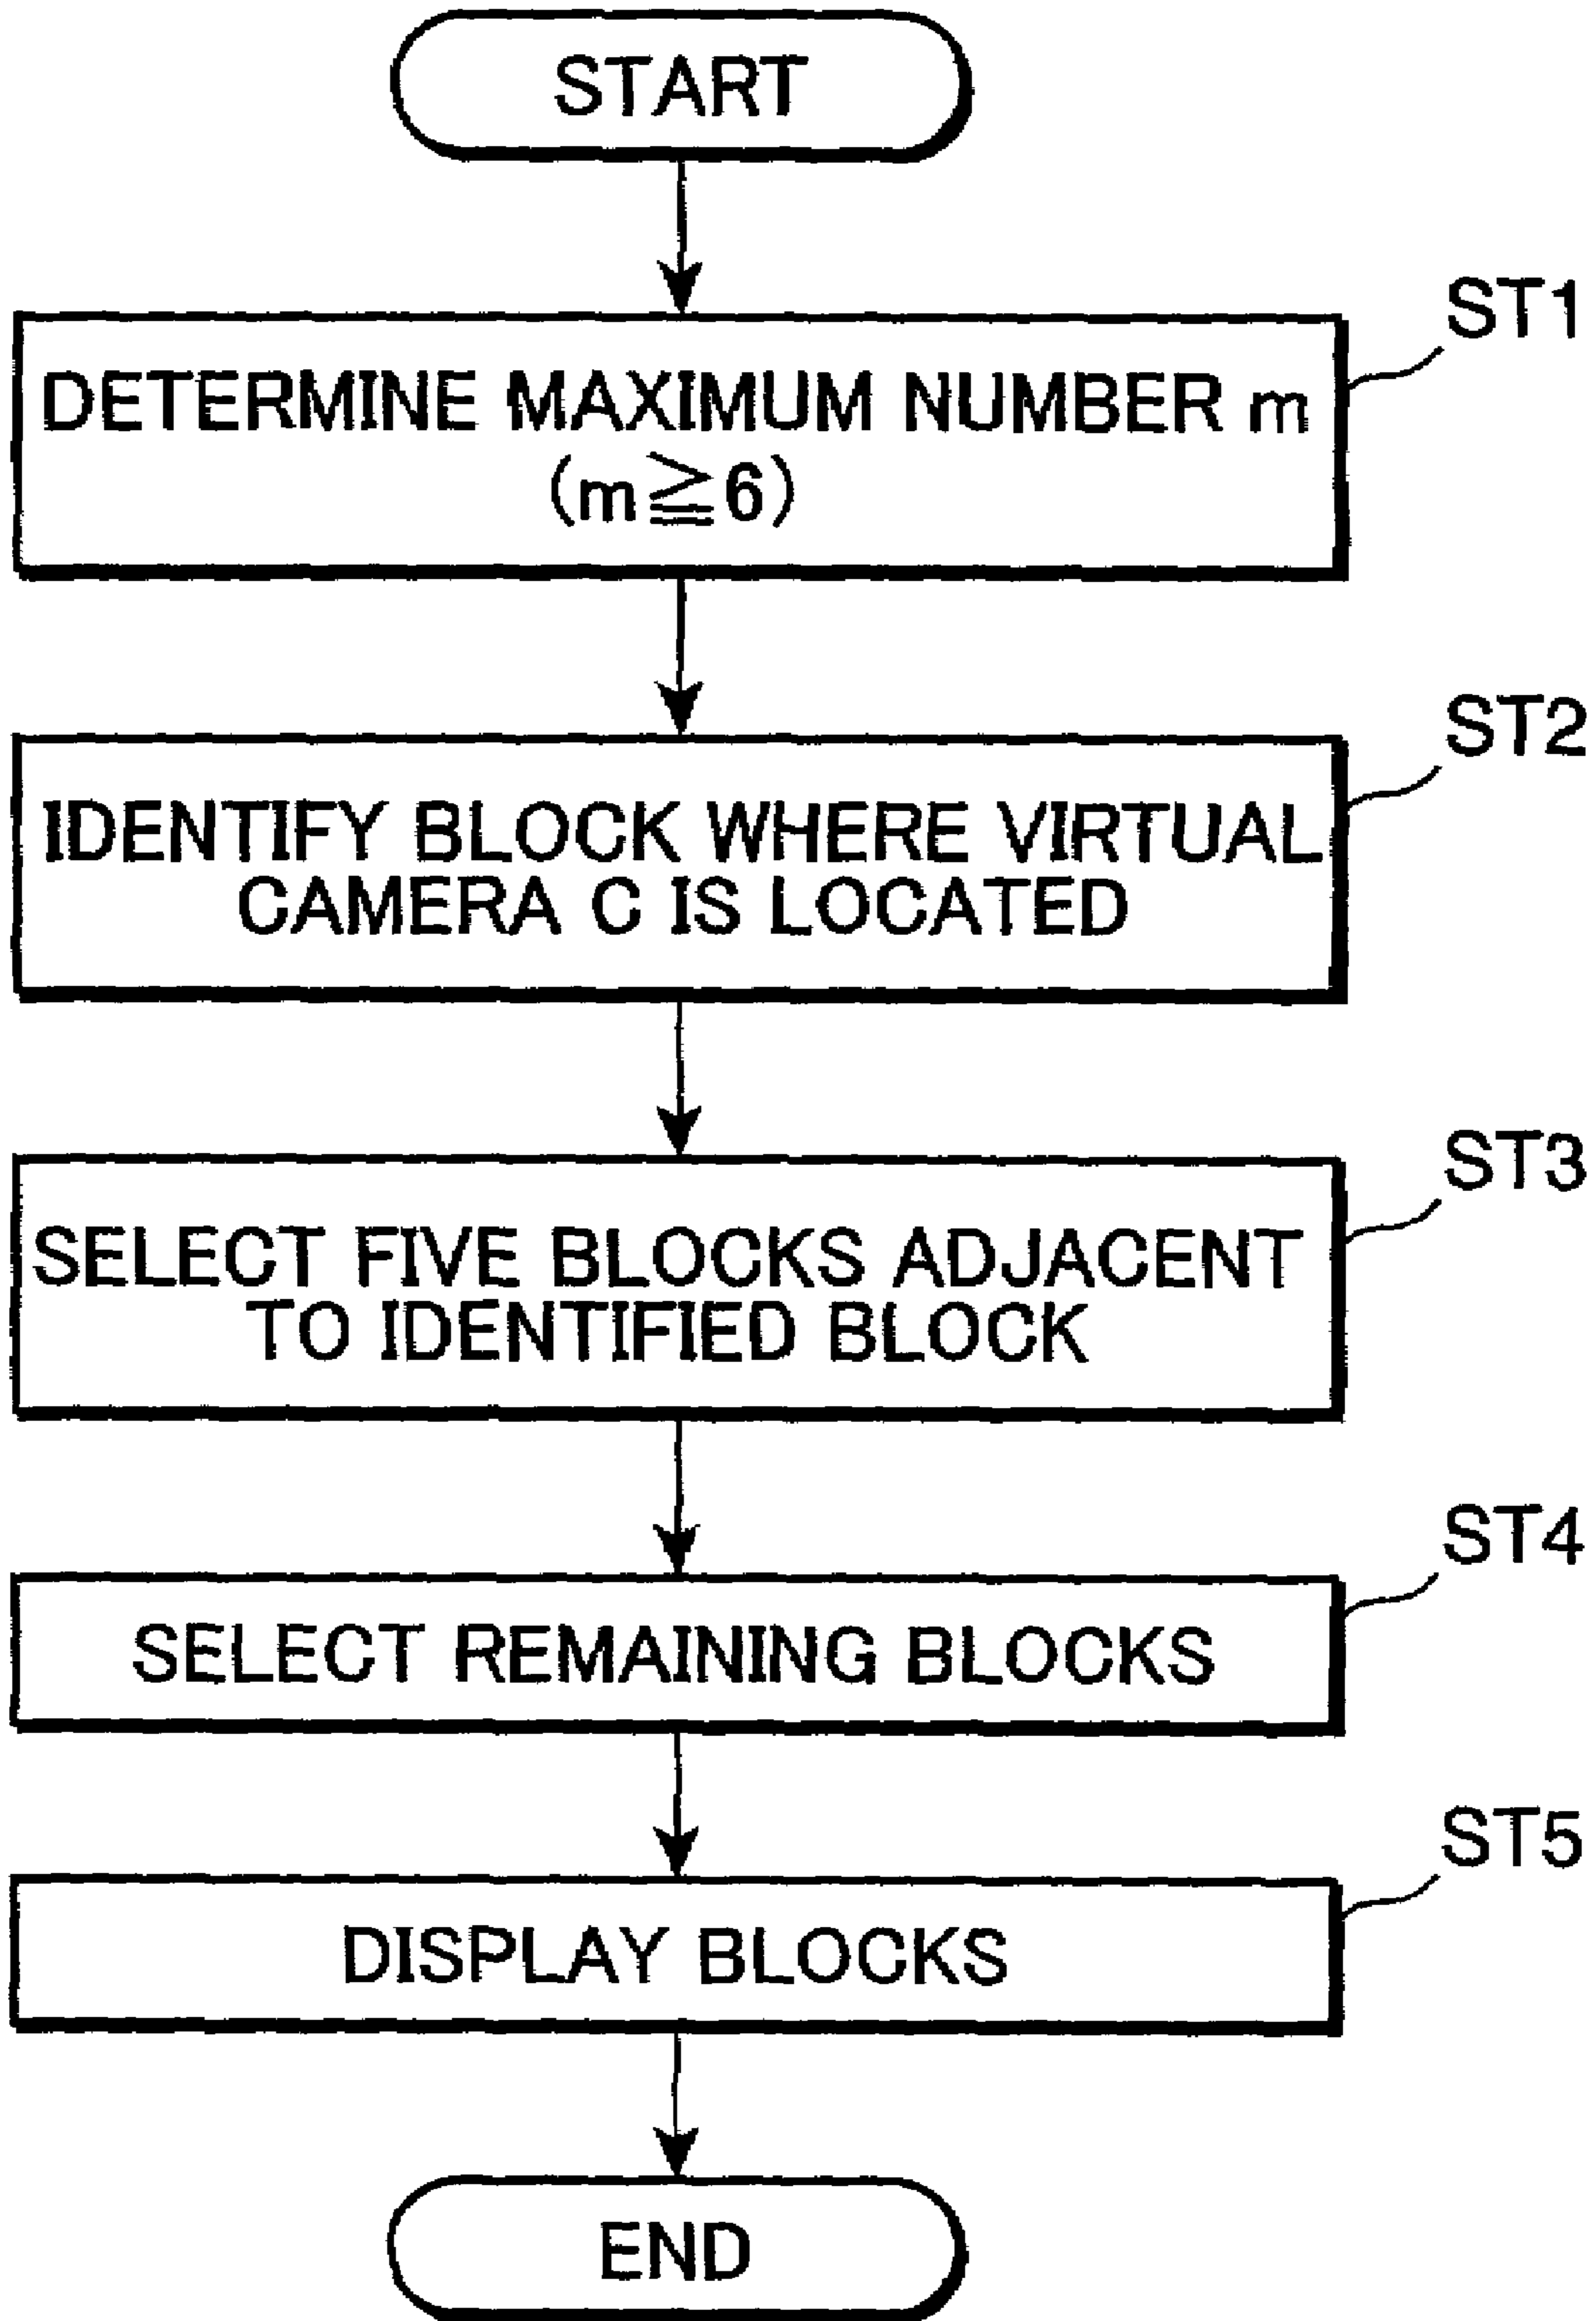 START
ST1
DETERMINE MAXIMUM NUMBER m
(m≧6)
ST2
IDENTIFY BLOCK WHERE VIRTUAL
CAMERA C IS LOCATED
ST3
SELECT FIVE BLOCKS ADJACENT
TO IDENTIFIED BLOCK
ST4
SELECT REMAINING BLOCKS
ST5
DISPLAY BLOCKS
END